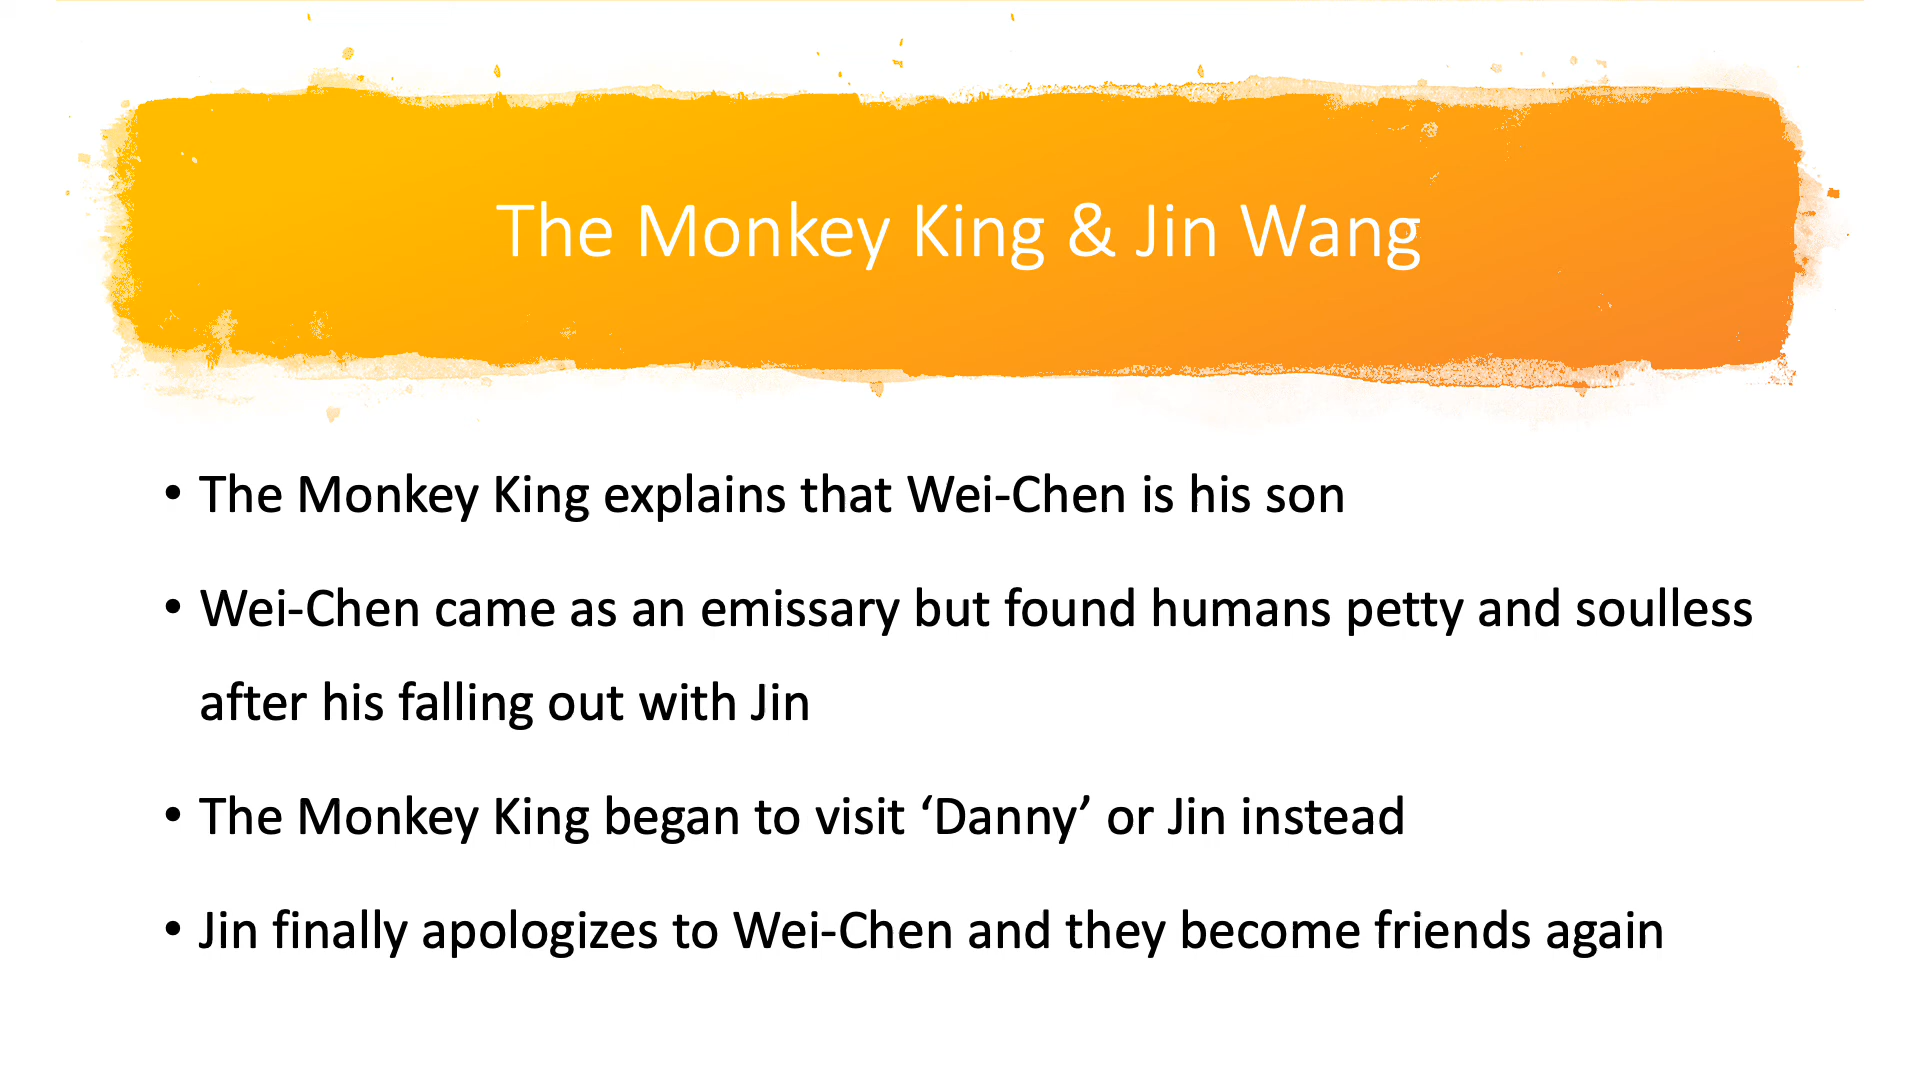 The Monkey King & Jin Wang
• The Monkey King explains that Wei-Chen is his son
• Wei-Chen came as an emissary but found humans petty and soulless
after his falling out with Jin
• The Monkey King began to visit ‘Danny’ or Jin instead
• Jin finally apologizes to Wei-Chen and they become friends again